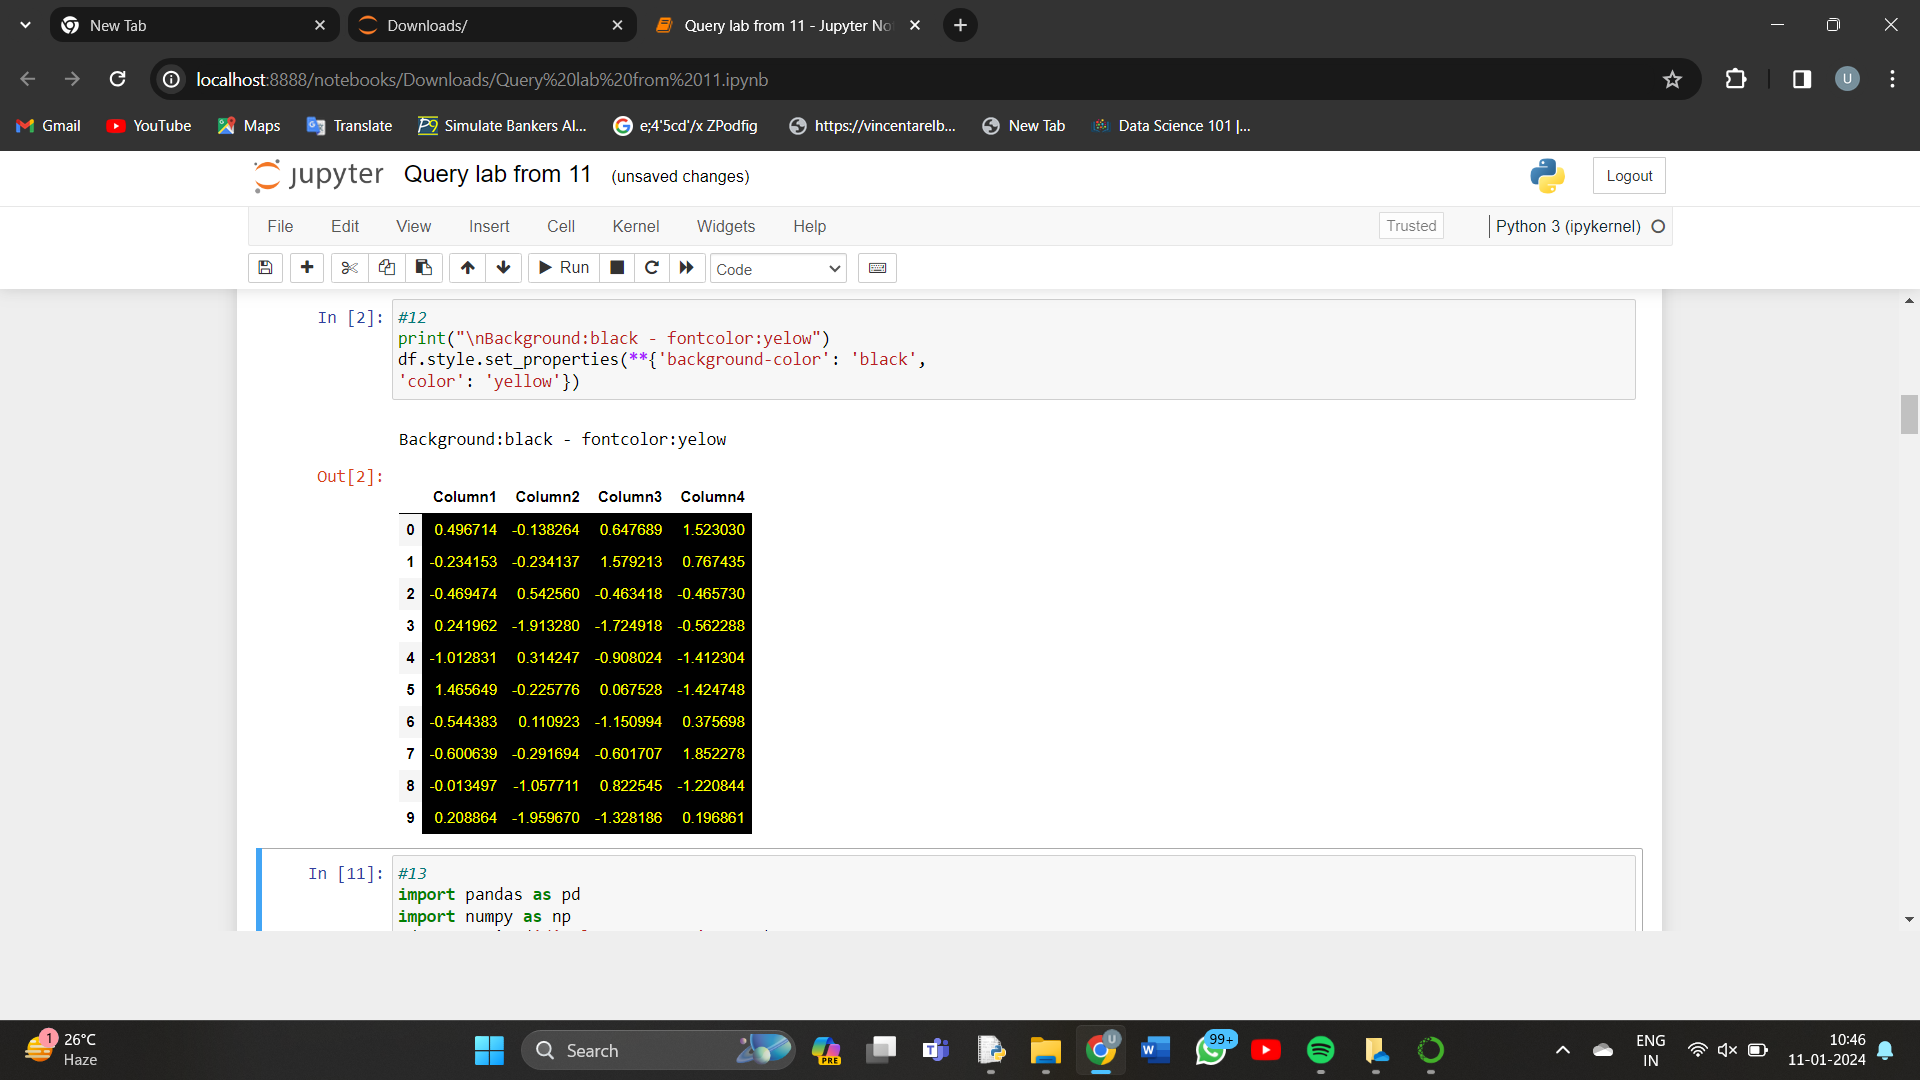 New Tab
Downloads/
Query lab from 11 - Jupyter No
localhost:8888/notebooks/Downloads/Query%20lab%20from%2011.ipynb
U
Gmail
YouTube
Maps
Translate
Simulate Bankers Al...
e;4'5cd'/x ZPodfig
https://vincentarelb...
New Tab
Data Science 101 |...
jupyter
Query lab from 11
(unsaved changes)
Logout
File
Edit
View
Insert
Cell
Kernel
Widgets
Help
Trusted
Python 3 (ipykernel)
Run
Code
In [2]:
#12
print("\nBackground:black - fontcolor:yelow")
df.style.set_properties(**{'background-color': 'black',
'color': 'yellow'})
Background:black - fontcolor:yelow
Out[2]:
Column1 Column2 Column3 Column4
0 0.496714 -0.138264 0.647689 1.523030
1 -0.234153 -0.234137 1.579213 0.767435
2 -0.469474 0.542560 -0.463418 -0.465730
3 0.241962 -1.913280 -1.724918 -0.562288
4 -1.012831 0.314247 -0.908024 -1.412304
5 1.465649 -0.225776 0.067528 -1.424748
6 -0.544383 0.110923 -1.150994 0.375698
7 -0.600639 -0.291694 -0.601707 1.852278
8 -0.013497 -1.057711 0.822545 -1.220844
9 0.208864 -1.959670 -1.328186 0.196861
In [11]:
#13
import pandas as pd
import numpy as np
1
26°C
Haze
Search
PRE
U
99+
ENG
IN
10:46
11-01-2024